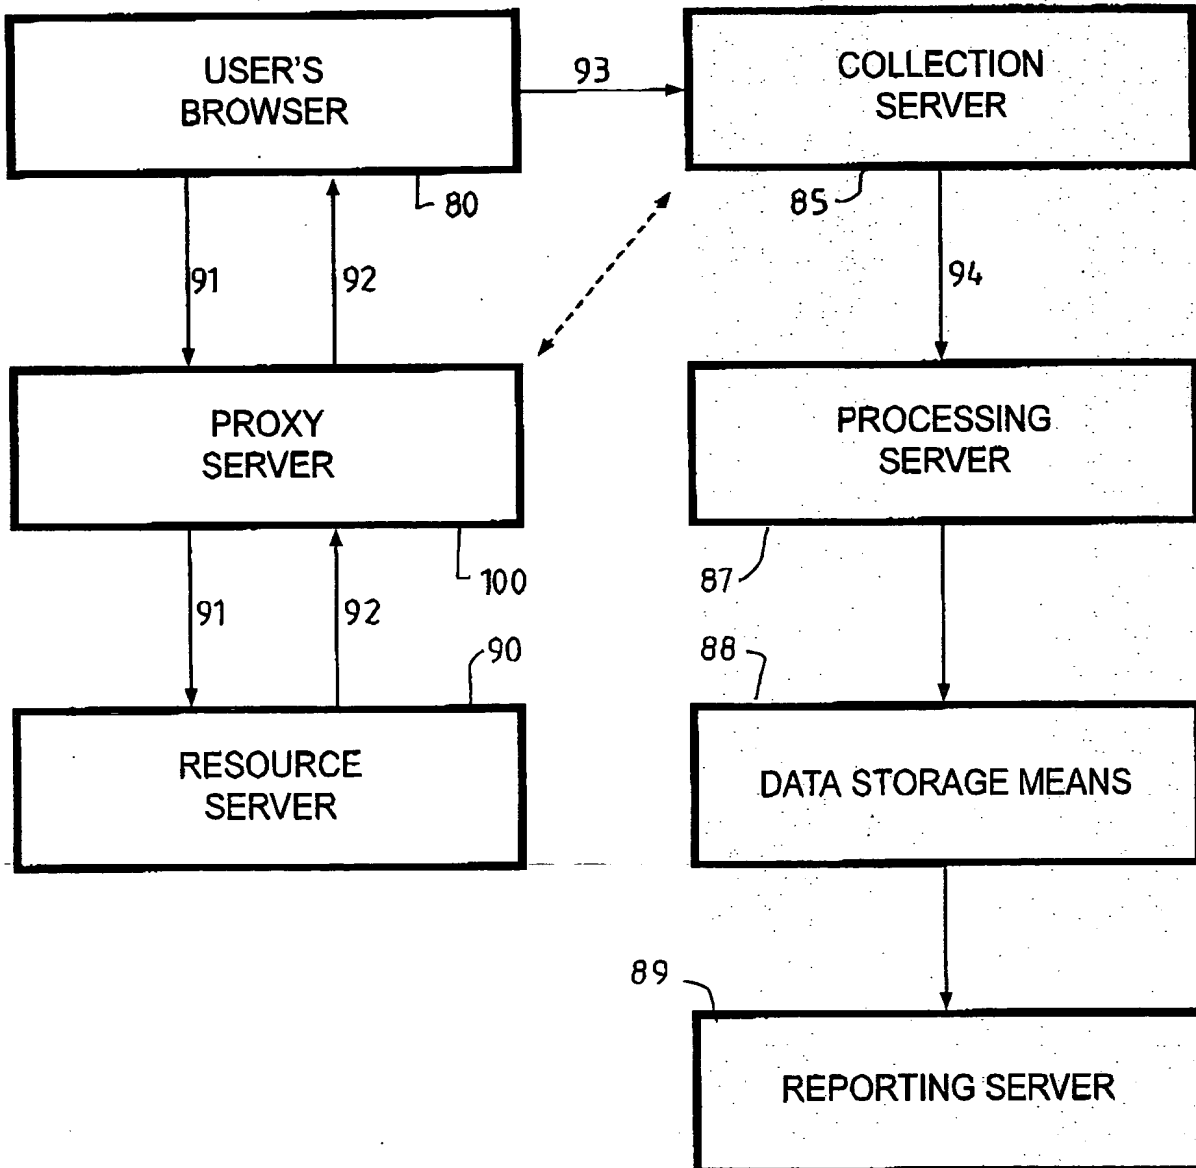 USER'S
BROWSER
93
COLLECTION
SERVER
80
85
91
92
94
PROXY
SERVER
PROCESSING
SERVER
100
87
91
92
90
88
RESOURCE
SERVER
DATA STORAGE MEANS
89
REPORTING SERVER